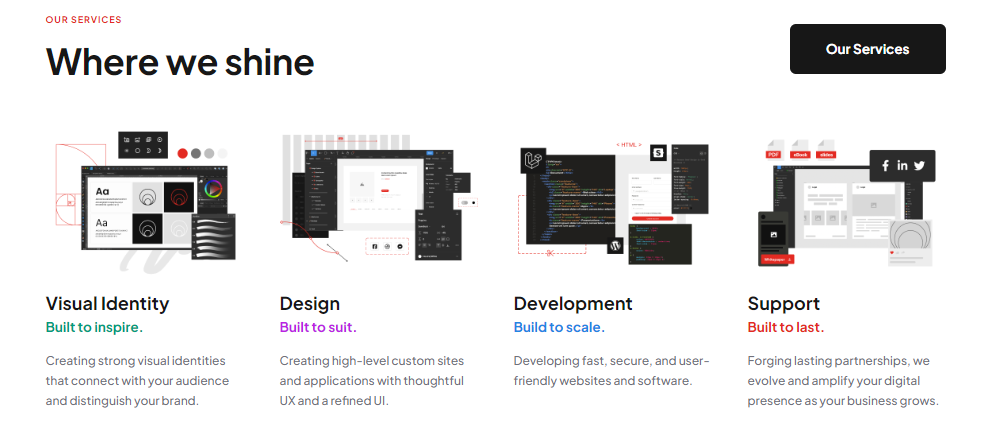 OUR SERVICES
Where we shine
Our Services
Aa
Aa
< HTML >
PDF
eBook
slides
Visual Identity
Built to inspire.
Creating strong visual identities
that connect with your audience
and distinguish your brand.
Design
Built to suit.
Creating high-level custom sites
and applications with thoughtful
UX and a refined UI.
Development
Build to scale.
Developing fast, secure, and user-
friendly websites and software.
Support
Built to last.
Forging lasting partnerships, we
evolve and amplify your digital
presence as your business grows.